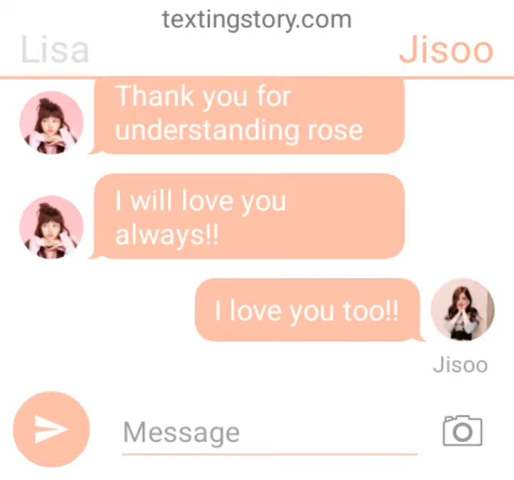 textingstory.com
Lisa
Jisoo
Thank you for
understanding rose
I will love you
always!!
I love you too!!
Jisoo
Message